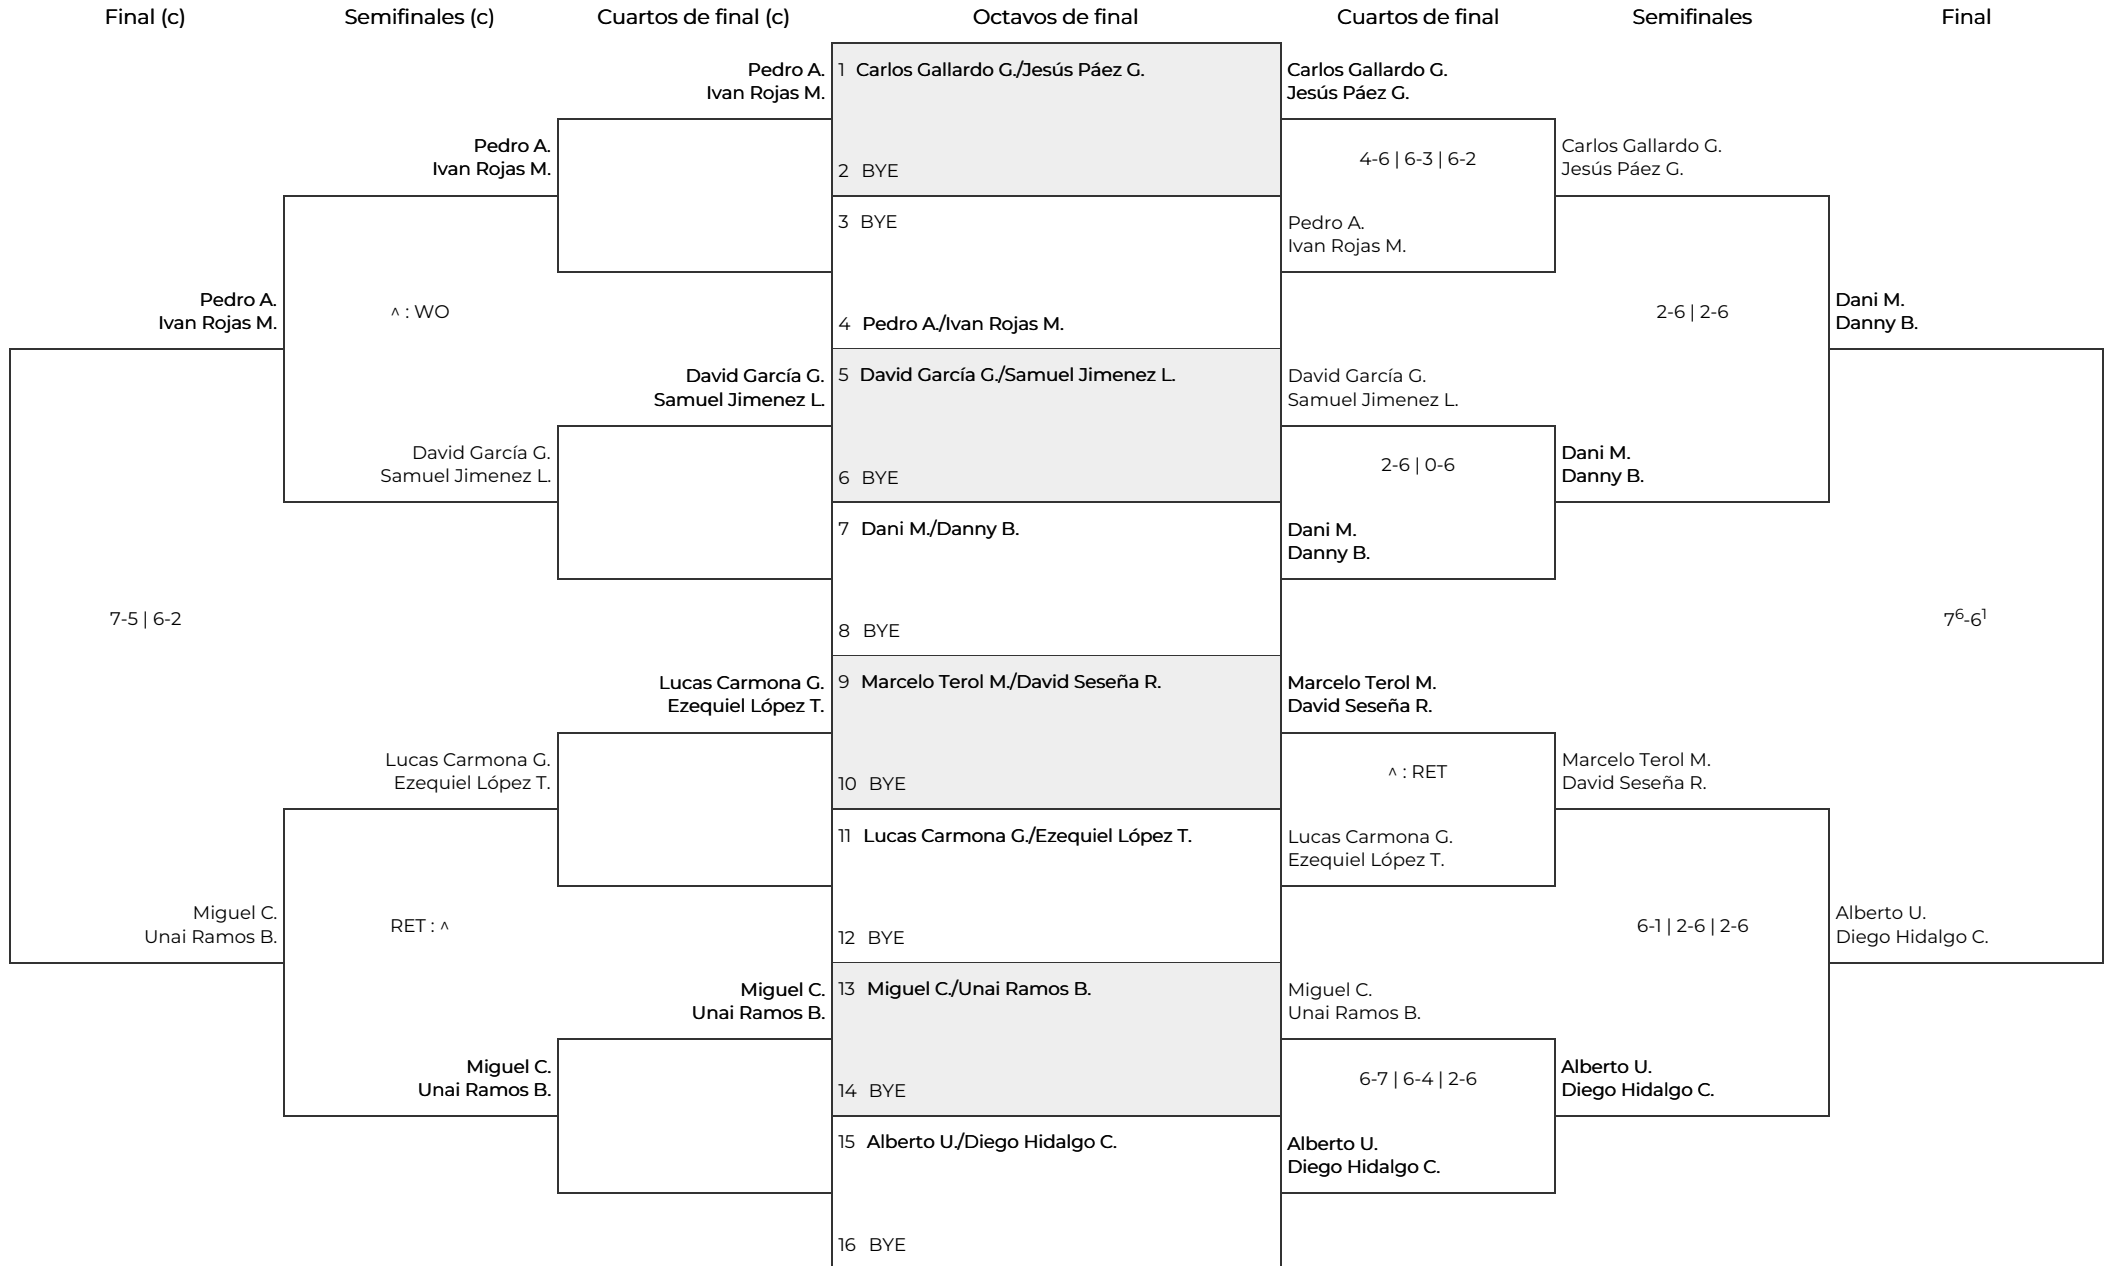 Final (c) Semifinales (c) Cuartos de final (c) Octavos de final Cuartos de final Semifinales Final
Pedro A. 1 Carlos Gallardo G./Jesús Páez G. Carlos Gallardo G.
Ivan Rojas M. Jesús Páez G.
Pedro A. Carlos Gallardo G.
4-6 | 6-3 | 6-2
Ivan Rojas M. 2 BYE Jesús Páez G.
3 BYE Pedro A.
Ivan Rojas M.
Pedro A. Dani M.
^ : WO 2-6 | 2-6
Ivan Rojas M. 4 Pedro A./Ivan Rojas M. Danny B.
David García G. 5 David García G./Samuel Jimenez L. David García G.
Samuel Jimenez L. Samuel Jimenez L.
David García G. Dani M.
2-6 | 0-6
Samuel Jimenez L. 6 BYE Danny B.
7 Dani M./Danny B. Dani M.
Danny B.
7-5 | 6-2 7⁶-6¹
8 BYE
Lucas Carmona G. 9 Marcelo Terol M./David Seseña R. Marcelo Terol M.
Ezequiel López T. David Seseña R.
Lucas Carmona G. Marcelo Terol M.
^ : RET
Ezequiel López T. 10 BYE David Seseña R.
11 Lucas Carmona G./Ezequiel López T. Lucas Carmona G.
Ezequiel López T.
Miguel C. Alberto U.
RET : ^ 6-1 | 2-6 | 2-6
Unai Ramos B. 12 BYE Diego Hidalgo C.
Miguel C. 13 Miguel C./Unai Ramos B. Miguel C.
Unai Ramos B. Unai Ramos B.
Miguel C. Alberto U.
6-7 | 6-4 | 2-6
Unai Ramos B. 14 BYE Diego Hidalgo C.
15 Alberto U./Diego Hidalgo C. Alberto U.
Diego Hidalgo C.
16 BYE